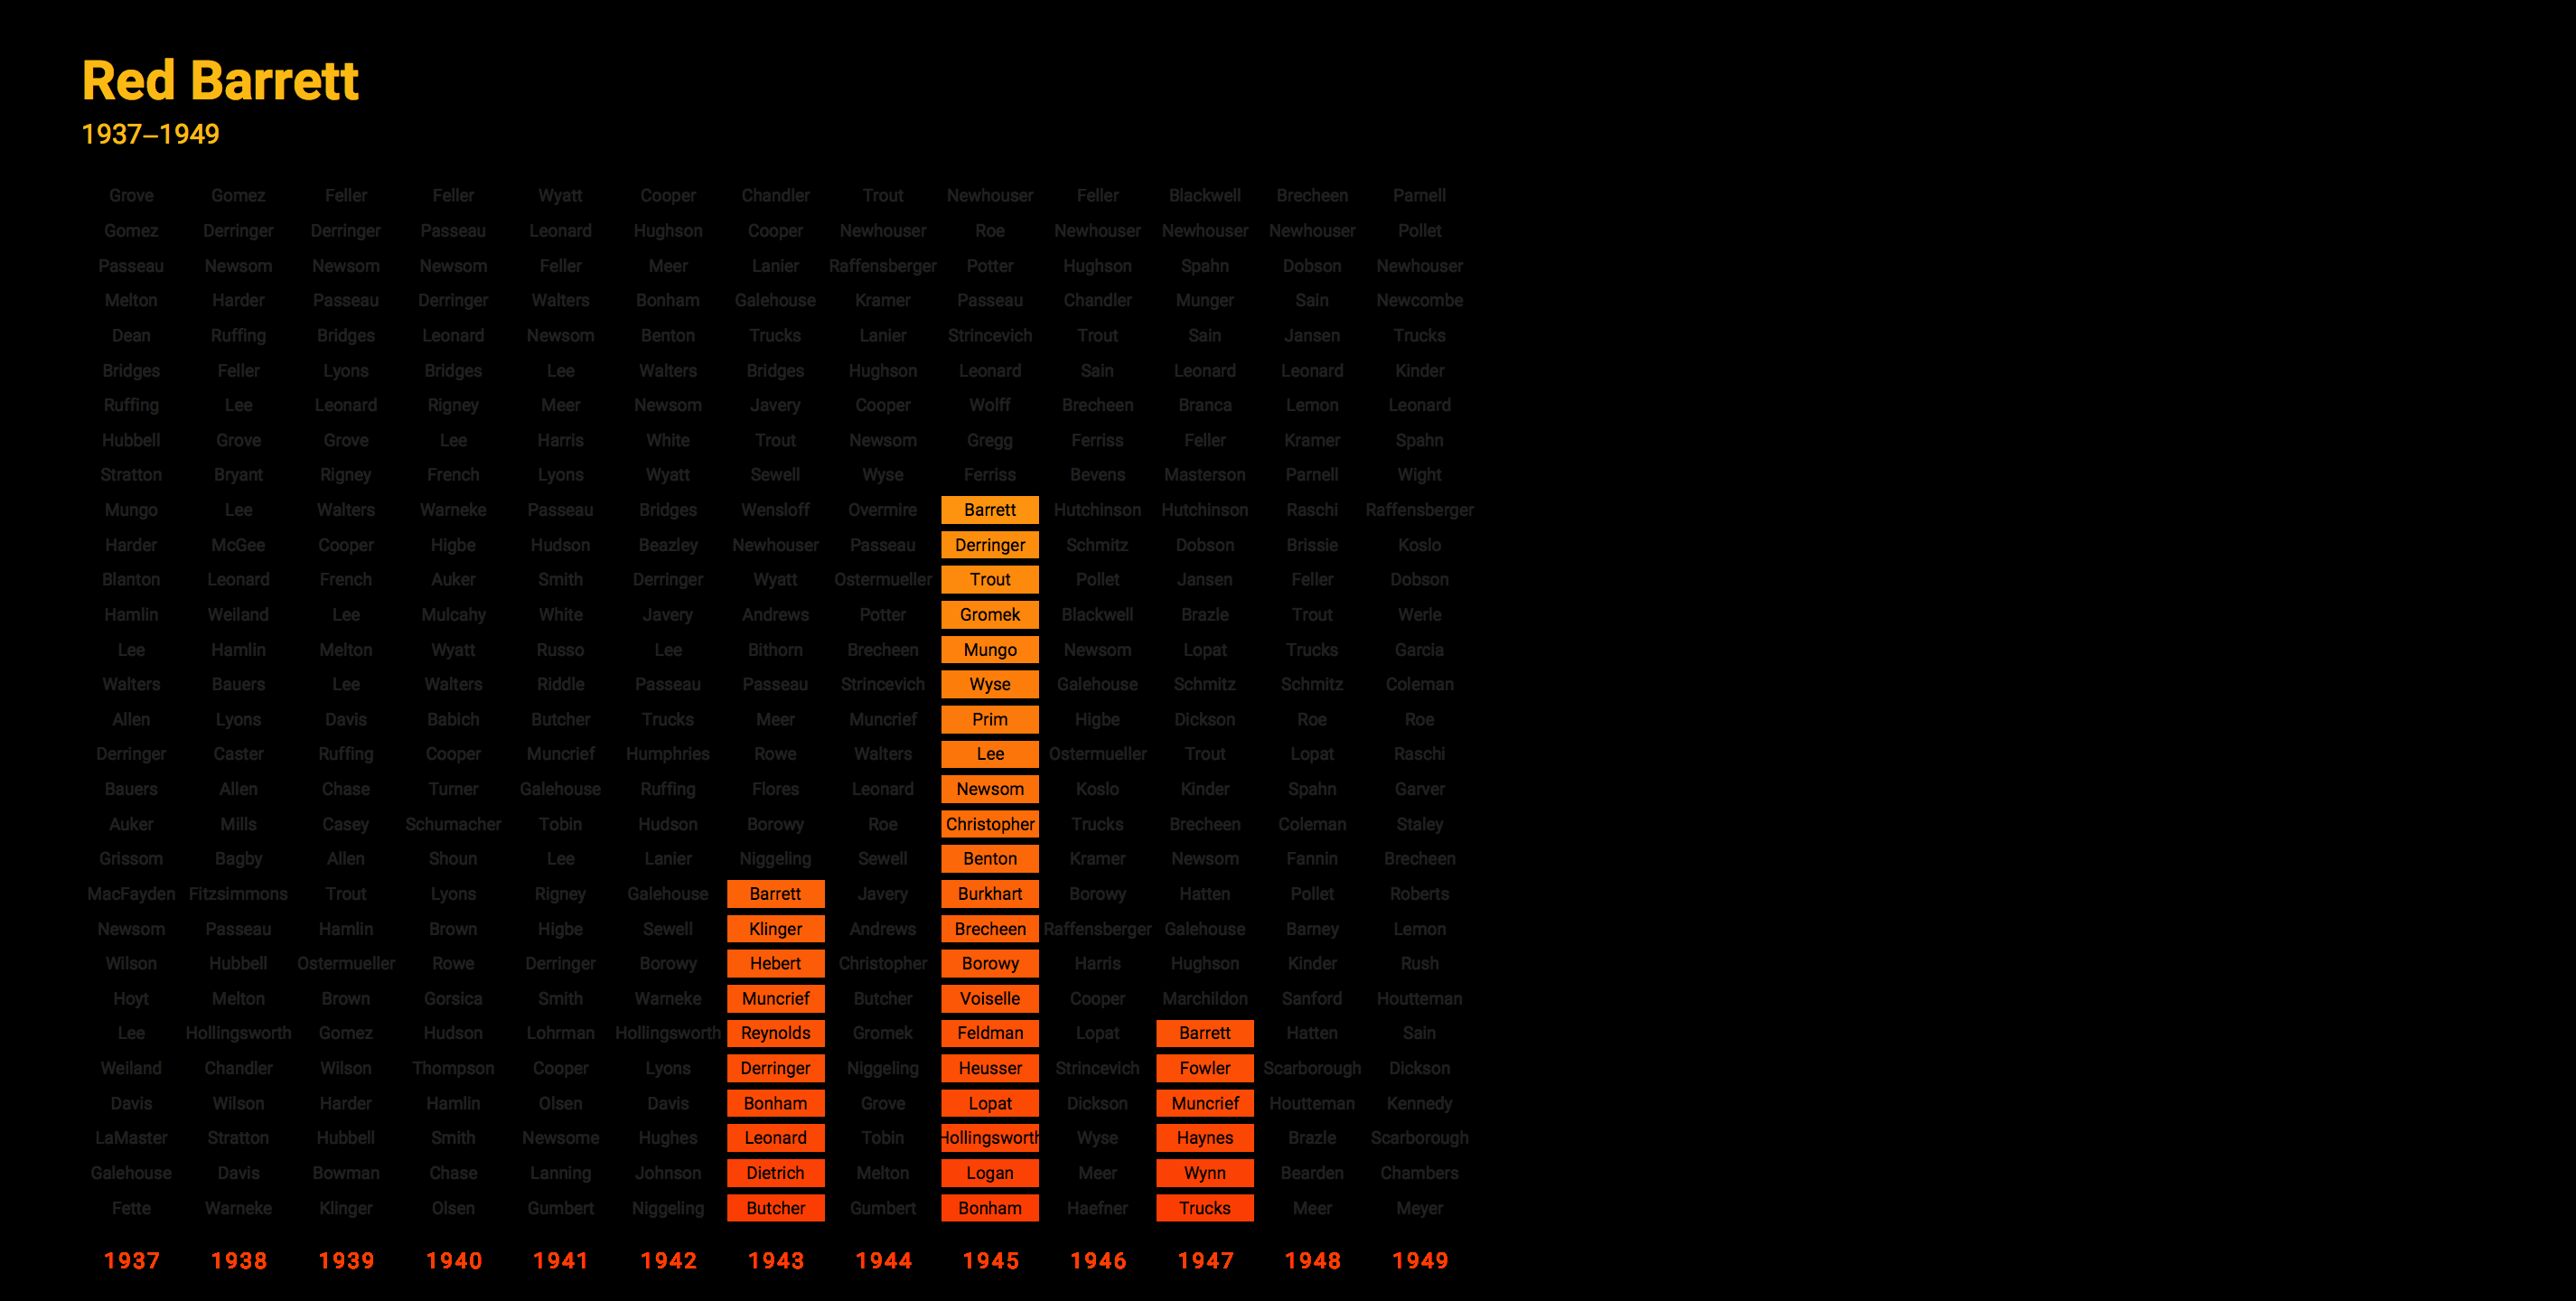 Red Barrett
1937–1949
Grove Gomez Feller Feller Wyatt Cooper Chandler Trout Newhouser Feller Blackwell Brecheen Parnell
Gomez Derringer Derringer Passeau Leonard Hughson Cooper Newhouser Roe Newhouser Newhouser Newhouser Pollet
Passeau Newsom Newsom Newsom Feller Meer Lanier Raffensberger Potter Hughson Spahn Dobson Newhouser
Melton Harder Passeau Derringer Walters Bonham Galehouse Kramer Passeau Chandler Munger Sain Newcombe
Dean Ruffing Bridges Leonard Newsom Benton Trucks Lanier Strincevich Trout Sain Jansen Trucks
Bridges Feller Lyons Bridges Lee Walters Bridges Hughson Leonard Sain Leonard Leonard Kinder
Ruffing Lee Leonard Rigney Meer Newsom Javery Cooper Wolff Brecheen Branca Lemon Leonard
Hubbell Grove Grove Lee Harris White Trout Newsom Gregg Ferriss Feller Kramer Spahn
Stratton Bryant Rigney French Lyons Wyatt Sewell Wyse Ferriss Bevens Masterson Parnell Wight
Mungo Lee Walters Warneke Passeau Bridges Wensloff Overmire Barrett Hutchinson Hutchinson Raschi Raffensberger
Harder McGee Cooper Higbe Hudson Beazley Newhouser Passeau Derringer Schmitz Dobson Brissie Koslo
Blanton Leonard French Auker Smith Derringer Wyatt Ostermueller Trout Pollet Jansen Feller Dobson
Hamlin Weiland Lee Mulcahy White Javery Andrews Potter Gromek Blackwell Brazle Trout Werle
Lee Hamlin Melton Wyatt Russo Lee Bithorn Brecheen Mungo Newsom Lopat Trucks Garcia
Walters Bauers Lee Walters Riddle Passeau Passeau Strincevich Wyse Galehouse Schmitz Schmitz Coleman
Allen Lyons Davis Babich Butcher Trucks Meer Muncrief Prim Higbe Dickson Roe Roe
Derringer Caster Ruffing Cooper Muncrief Humphries Rowe Walters Lee Ostermueller Trout Lopat Raschi
Bauers Allen Chase Turner Galehouse Ruffing Flores Leonard Newsom Koslo Kinder Spahn Garver
Auker Mills Casey Schumacher Tobin Hudson Borowy Roe Christopher Trucks Brecheen Coleman Staley
Grissom Bagby Allen Shoun Lee Lanier Niggeling Sewell Benton Kramer Newsom Fannin Brecheen
MacFayden Fitzsimmons Trout Lyons Rigney Galehouse Barrett Javery Burkhart Borowy Hatten Pollet Roberts
Newsom Passeau Hamlin Brown Higbe Sewell Klinger Andrews Brecheen Raffensberger Galehouse Barney Lemon
Wilson Hubbell Ostermueller Rowe Derringer Borowy Hebert Christopher Borowy Harris Hughson Kinder Rush
Hoyt Melton Brown Gorsica Smith Warneke Muncrief Butcher Voiselle Cooper Marchildon Sanford Houtteman
Lee Hollingsworth Gomez Hudson Lohrman Hollingsworth Reynolds Gromek Feldman Lopat Barrett Hatten Sain
Weiland Chandler Wilson Thompson Cooper Lyons Derringer Niggeling Heusser Strincevich Fowler Scarborough Dickson
Davis Wilson Harder Hamlin Olsen Davis Bonham Grove Lopat Dickson Muncrief Houtteman Kennedy
LaMaster Stratton Hubbell Smith Newsome Hughes Leonard Tobin Hollingsworth Wyse Haynes Brazle Scarborough
Galehouse Davis Bowman Chase Lanning Johnson Dietrich Melton Logan Meer Wynn Bearden Chambers
Fette Warneke Klinger Olsen Gumbert Niggeling Butcher Gumbert Bonham Haefner Trucks Meer Meyer
1937 1938 1939 1940 1941 1942 1943 1944 1945 1946 1947 1948 1949